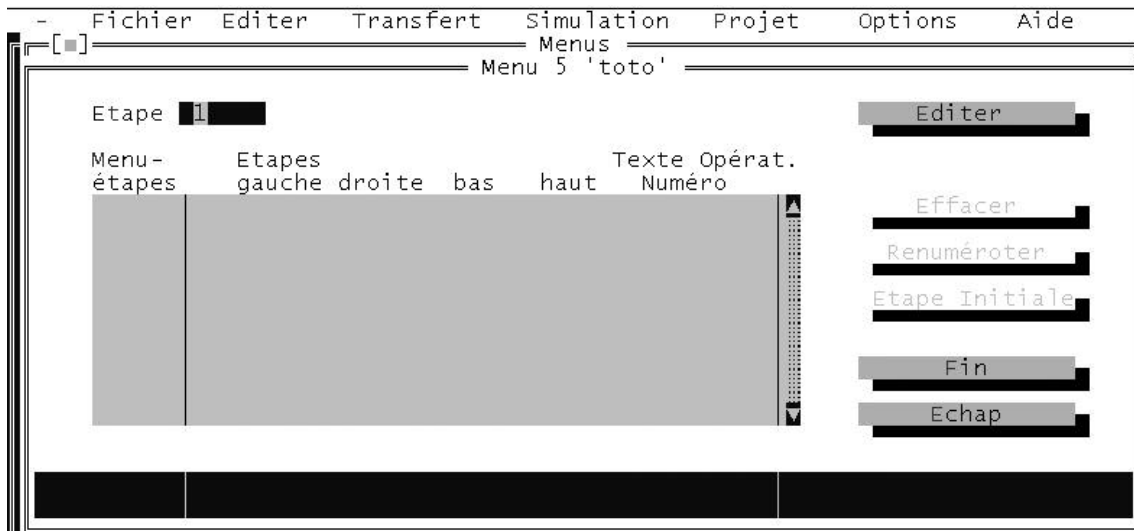 - Fichier Editer Transfert Simulation Projet Options Aide
[■] Menus
Menu 5 'toto'
Etape 1 Editer
Menu- Etapes Texte Opérat.
étapes gauche droite bas haut Numéro
Effacer
Renuméroter
Etape Initiale
Fin
Echap